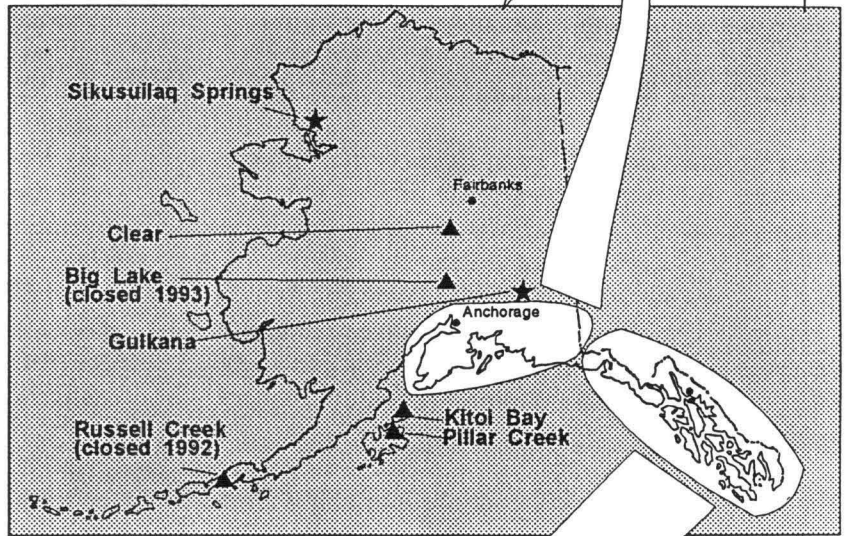 Sikusuilaq Springs
Fairbanks
Clear
Big Lake
(closed 1993)
Anchorage
Gulkana
Kitoi Bay
Pillar Creek
Russell Creek
(closed 1992)